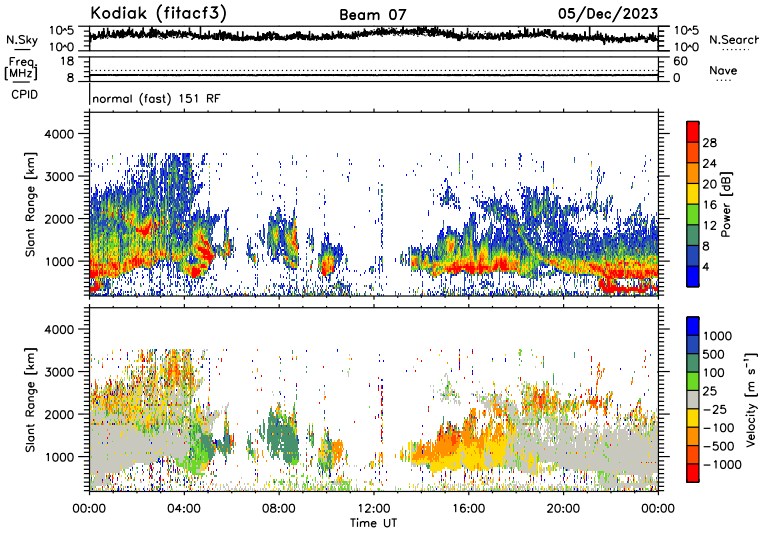 Kodiak (fitacf3) Beam 07 05/Dec/2023
N.Sky 10^5 10^0 10^5 10^0 N.Search
Freq. [MHz] 18 8 60 0 Nave
CPID normal (fast) 151 RF
Slant Range [km]
4000
3000
2000
1000
28
24
20
16
12
8
4
Power [dB]
Slant Range [km]
4000
3000
2000
1000
1000
500
100
25
−25
−100
−500
−1000
Velocity [m s⁻¹]
00:00 04:00 08:00 12:00 16:00 20:00 00:00
Time UT